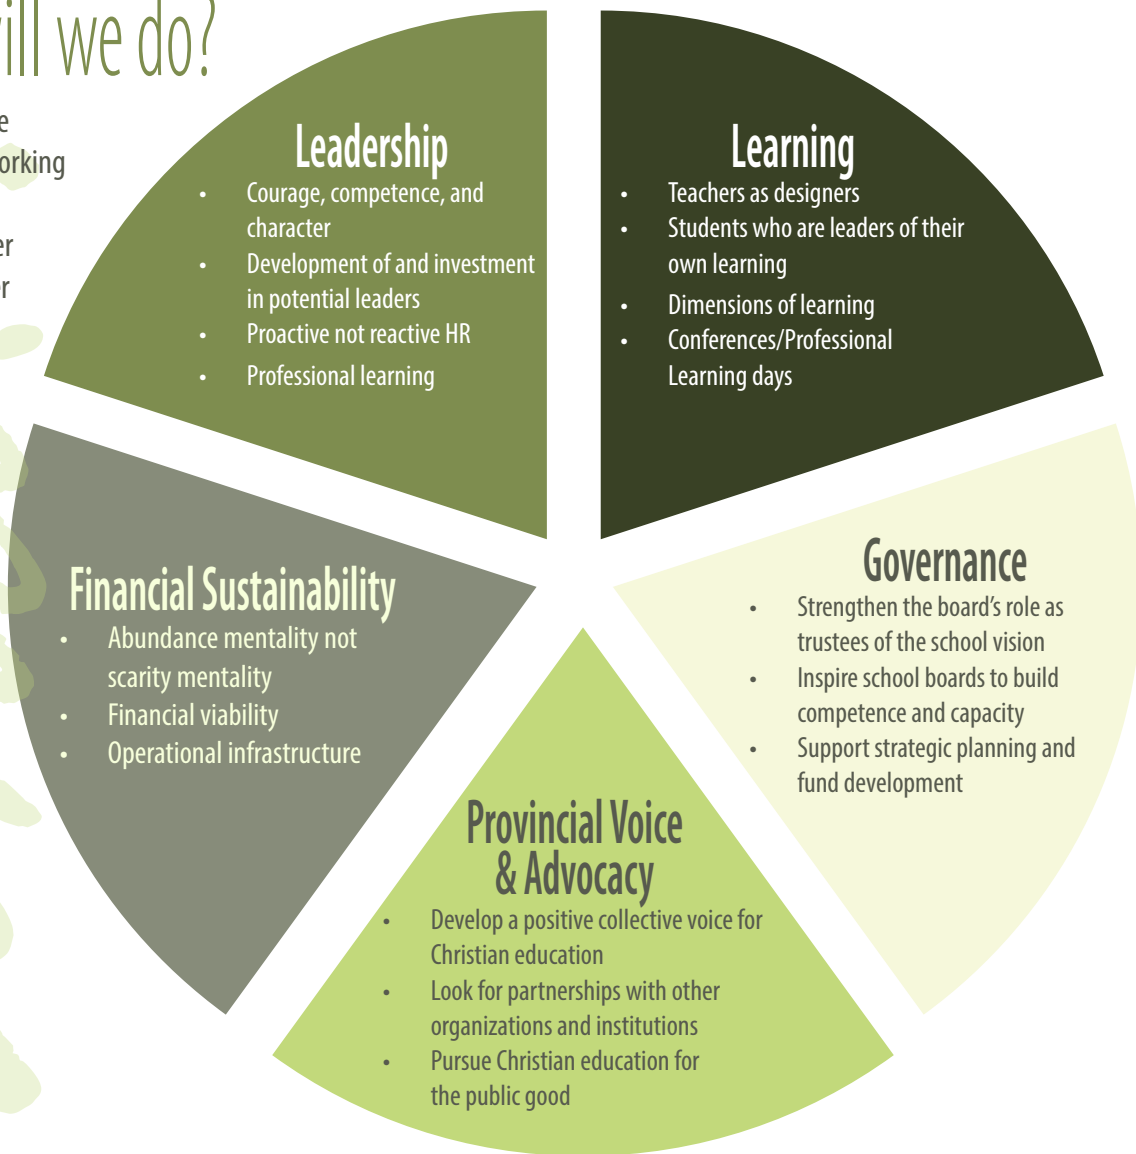 will we do?
orking
Leadership
• Courage, competence, and
character
• Development of and investment
in potential leaders
• Proactive not reactive HR
• Professional learning
Learning
• Teachers as designers
• Students who are leaders of their
own learning
• Dimensions of learning
• Conferences/Professional
Learning days
Financial Sustainability
• Abundance mentality not
scarity mentality
• Financial viability
• Operational infrastructure
Governance
• Strengthen the board’s role as
trustees of the school vision
• Inspire school boards to build
competence and capacity
• Support strategic planning and
fund development
Provincial Voice
& Advocacy
• Develop a positive collective voice for
Christian education
• Look for partnerships with other
organizations and institutions
• Pursue Christian education for
the public good